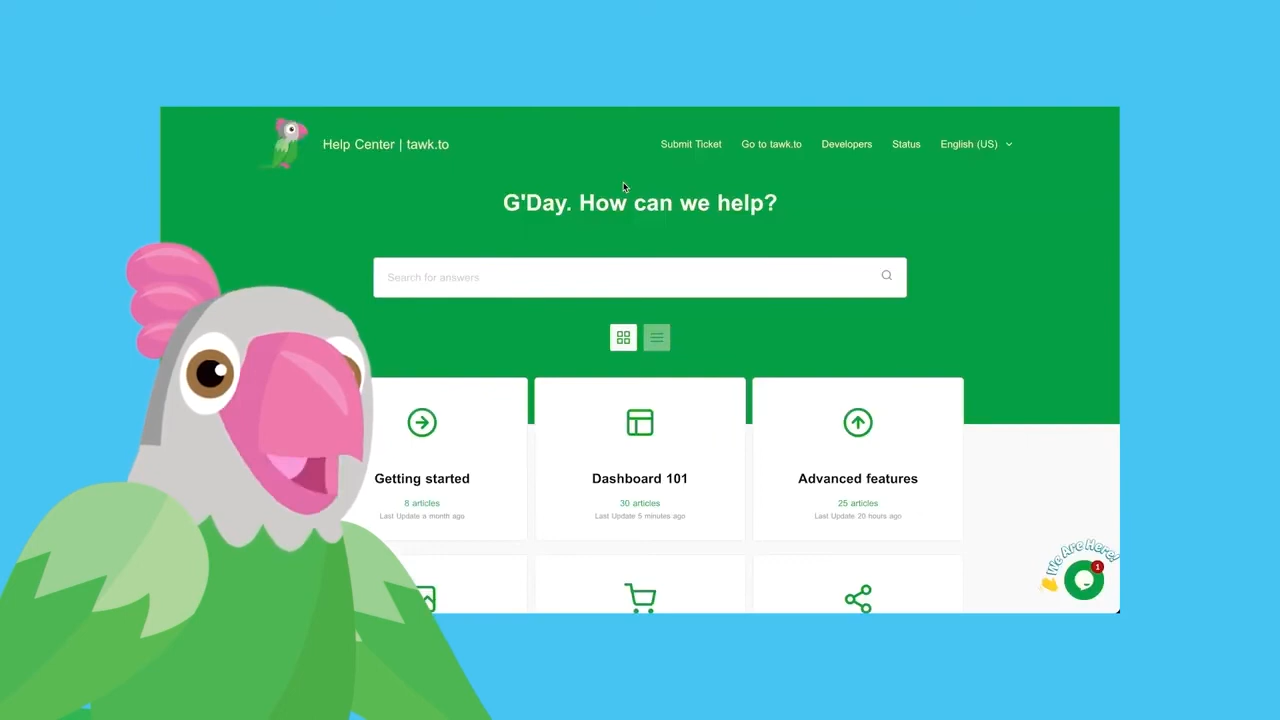 Help Center | tawk.to
Submit Ticket
Go to tawk.to
Developers
Status
English (US)
G'Day. How can we help?
Search for answers
Getting started
8 articles
Last Update a month ago
Dashboard 101
30 articles
Last Update 5 minutes ago
Advanced features
25 articles
Last Update 20 hours ago
We Are Here!
1